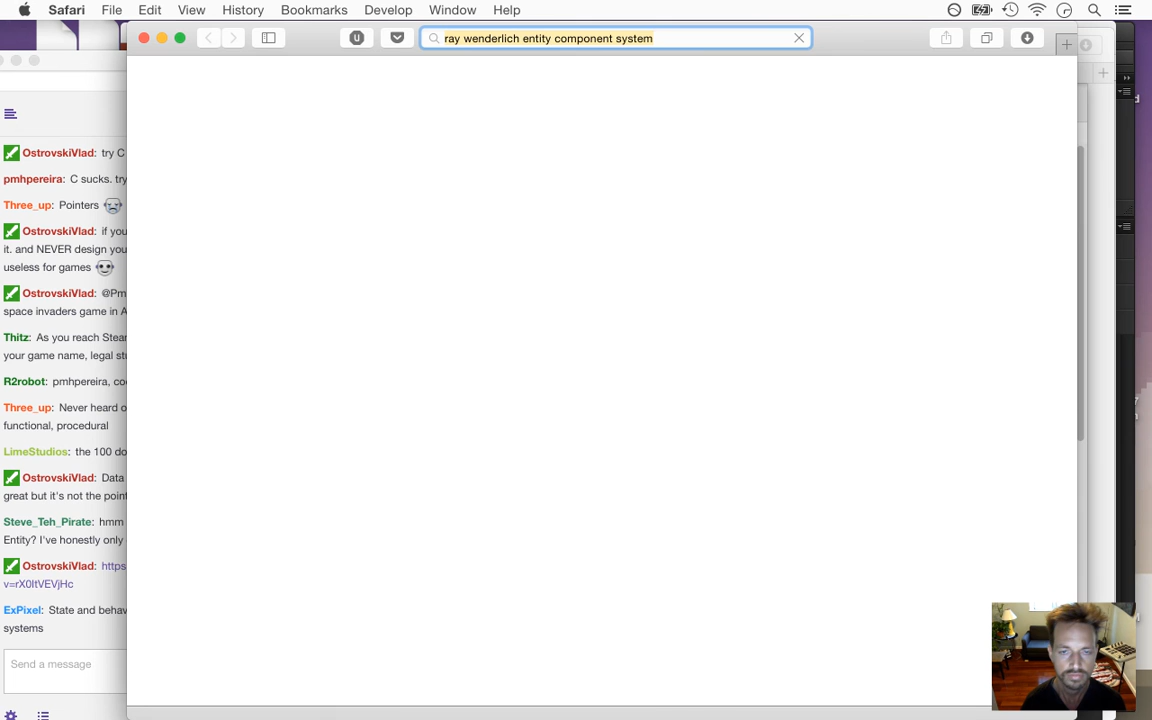 Safari File Edit View History Bookmarks Develop Window Help
ray wenderlich entity component system
OstrovskiVlad: try C
pmhpereira: C sucks. try
Three_up: Pointers
OstrovskiVlad: if you
it. and NEVER design you
useless for games
OstrovskiVlad: @Pm
space invaders game in A
Thitz: As you reach Stear
your game name, legal stu
R2robot: pmhpereira, co
Three_up: Never heard o
functional, procedural
LimeStudios: the 100 do
OstrovskiVlad: Data
great but it's not the point
Steve_Teh_Pirate: hmm
Entity? I've honestly only
OstrovskiVlad: https
v=rX0ItVEVjHc
ExPixel: State and behav
systems
Send a message